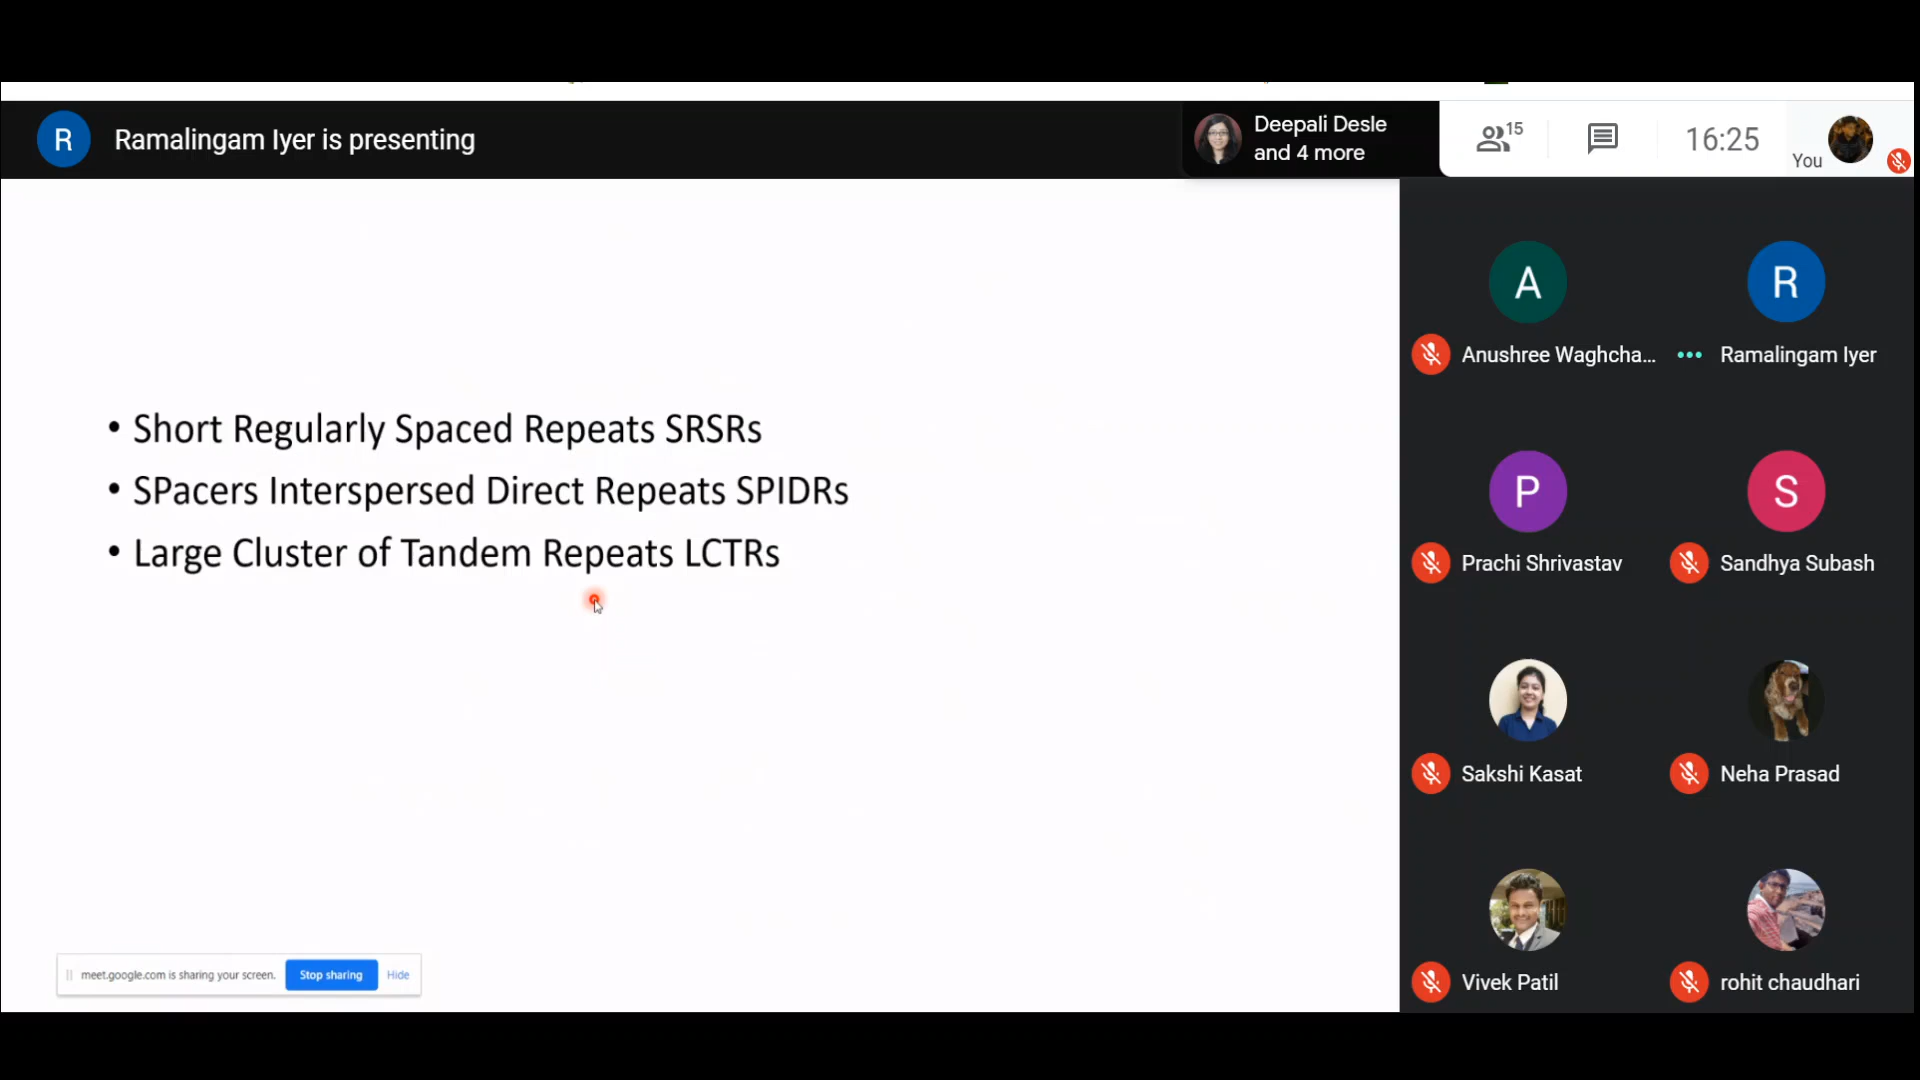 R Ramalingam Iyer is presenting
Deepali Desle
and 4 more
15
16:25
You
• Short Regularly Spaced Repeats SRSRs
• SPacers Interspersed Direct Repeats SPIDRs
• Large Cluster of Tandem Repeats LCTRs
meet.google.com is sharing your screen. Stop sharing Hide
A
R
Anushree Waghcha...
Ramalingam Iyer
P
S
Prachi Shrivastav
Sandhya Subash
Sakshi Kasat
Neha Prasad
Vivek Patil
rohit chaudhari